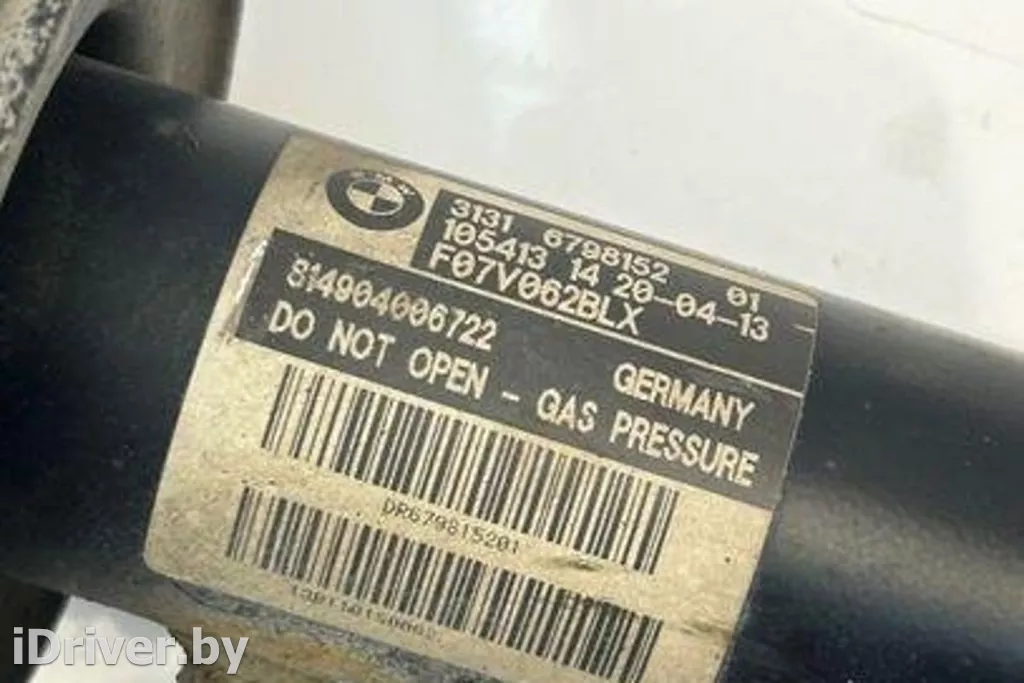 3131 6798152 01
105413 14 20-04-13
F07V062BLX
814904006722
GERMANY
DO NOT OPEN - GAS PRESSURE
DR679815201
iDriver.by